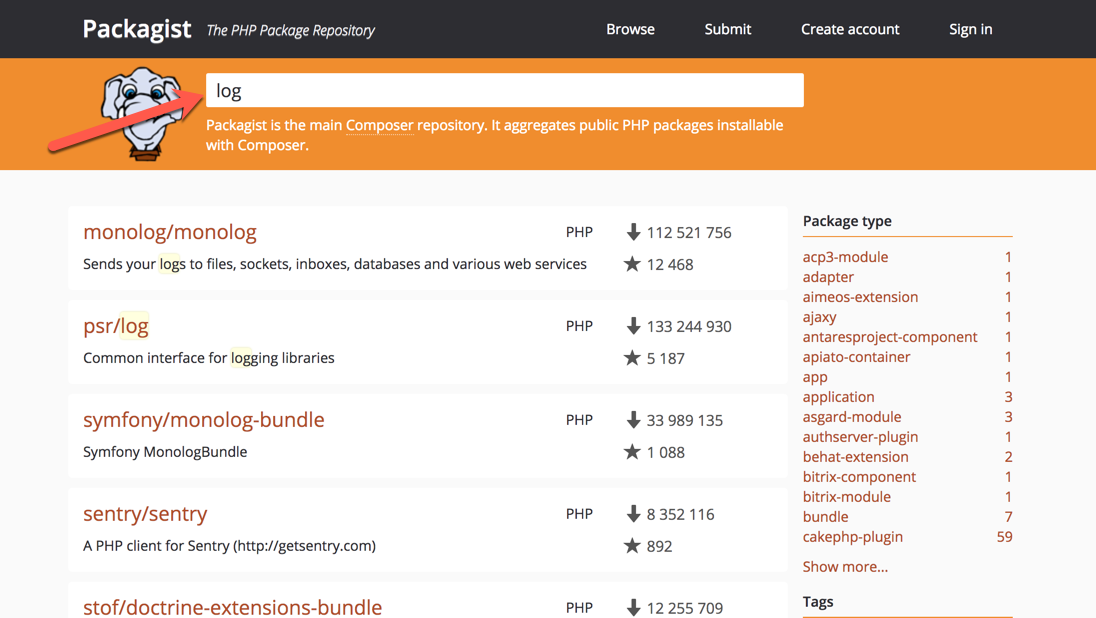 Packagist The PHP Package Repository Browse Submit Create account Sign in
log
Packagist is the main Composer repository. It aggregates public PHP packages installable
with Composer.
monolog/monolog PHP 112 521 756
Sends your logs to files, sockets, inboxes, databases and various web services 12 468
psr/log PHP 133 244 930
Common interface for logging libraries 5 187
symfony/monolog-bundle PHP 33 989 135
Symfony MonologBundle 1 088
sentry/sentry PHP 8 352 116
A PHP client for Sentry (http://getsentry.com) 892
stof/doctrine-extensions-bundle PHP 12 255 709
Package type
acp3-module 1
adapter 1
aimeos-extension 1
ajaxy 1
antaresproject-component 1
apiato-container 1
app 1
application 3
asgard-module 3
authserver-plugin 1
behat-extension 2
bitrix-component 1
bitrix-module 1
bundle 7
cakephp-plugin 59
Show more...
Tags